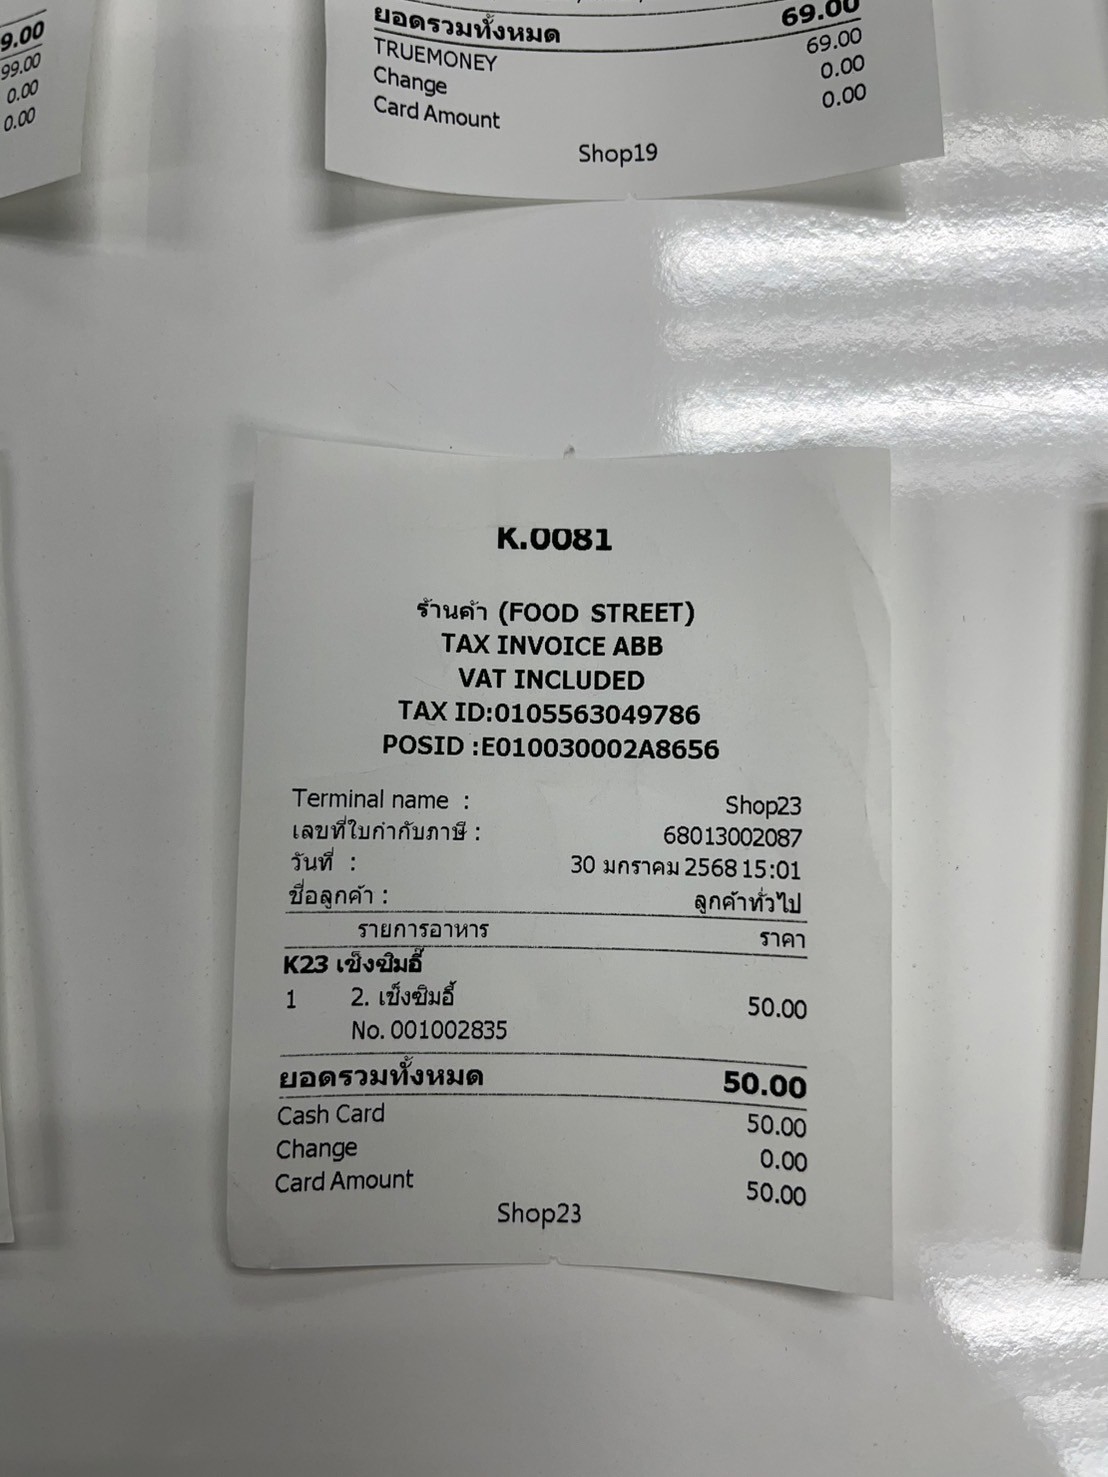 9.00
99.00
0.00
0.00
ยอดรวมทั้งหมด 69.00
TRUEMONEY 69.00
Change 0.00
Card Amount 0.00
Shop19
K.0081
ร้านค้า (FOOD STREET)
TAX INVOICE ABB
VAT INCLUDED
TAX ID:0105563049786
POSID :E010030002A8656
Terminal name : Shop23
เลขที่ใบกำกับภาษี : 68013002087
วันที่ : 30 มกราคม 2568 15:01
ชื่อลูกค้า : ลูกค้าทั่วไป
รายการอาหาร ราคา
K23 เข็งซิมอี๊
1 2. เข็งซิมอี้ 50.00
No. 001002835
ยอดรวมทั้งหมด 50.00
Cash Card 50.00
Change 0.00
Card Amount 50.00
Shop23